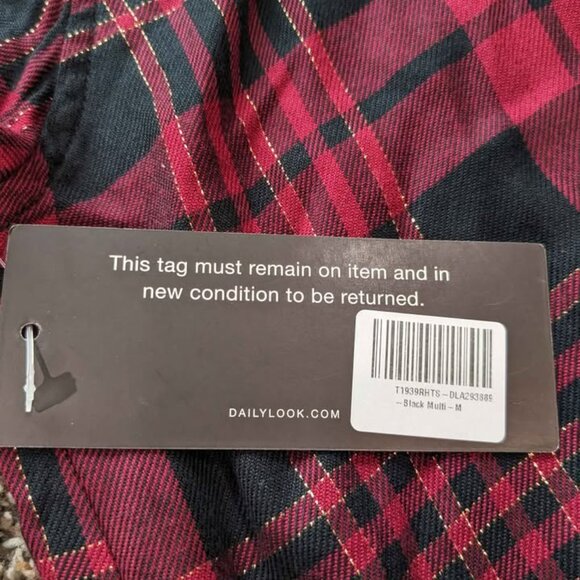 This tag must remain on item and in
new condition to be returned.
T1939RHTS-DLA293889
-Black Multi-M
DAILYLOOK.COM